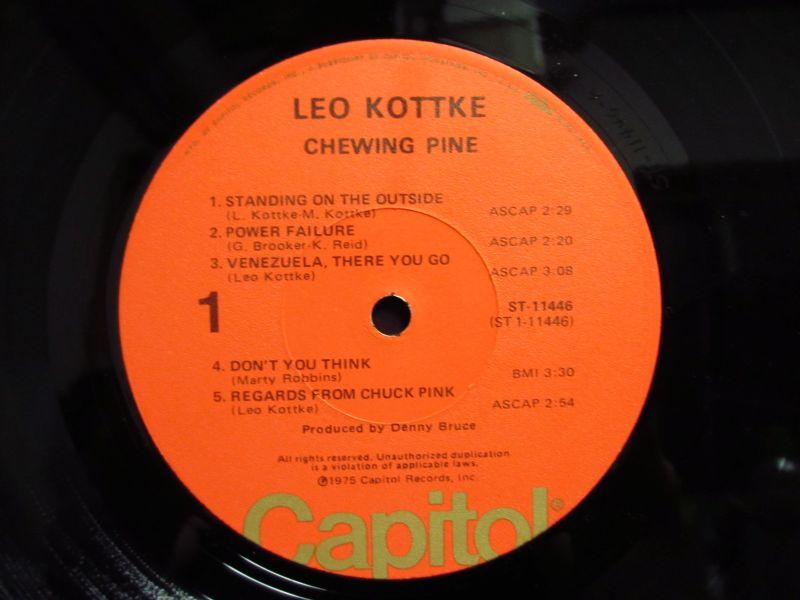 LEO KOTTKE
CHEWING PINE
1. STANDING ON THE OUTSIDE
(L. Kottke-M. Kottke) ASCAP 2:29
2. POWER FAILURE
(G. Brooker-K. Reid) ASCAP 2:20
3. VENEZUELA, THERE YOU GO
(Leo Kottke) ASCAP 3:08
1
ST-11446
(ST 1-11446)
4. DON'T YOU THINK
(Marty Robbins) BMI 3:30
5. REGARDS FROM CHUCK PINK
(Leo Kottke) ASCAP 2:54
Produced by Denny Bruce
All rights reserved. Unauthorized duplication
is a violation of applicable laws.
℗1975 Capitol Records, Inc.
Capitol®